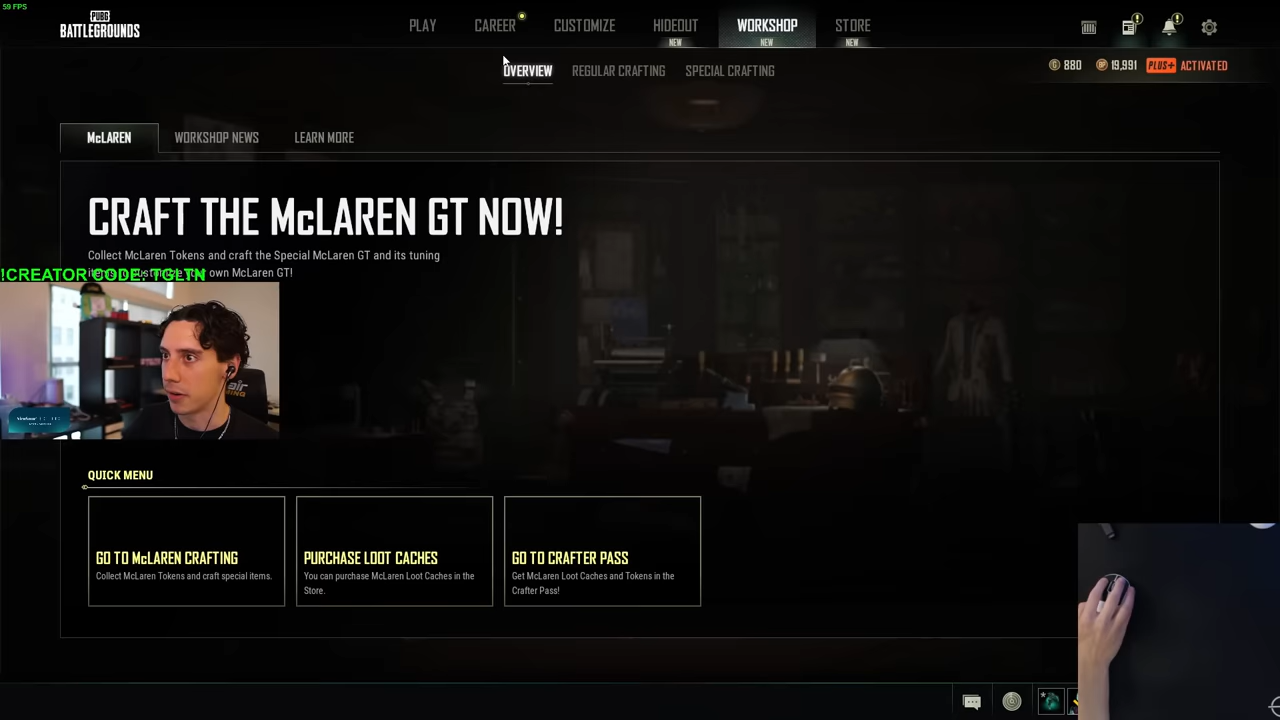 59 FPS
PUBG
BATTLEGROUNDS
PLAY
CAREER
CUSTOMIZE
HIDEOUT
NEW
WORKSHOP
NEW
STORE
NEW
OVERVIEW
REGULAR CRAFTING
SPECIAL CRAFTING
G 880
BP 19,991
PLUS+ ACTIVATED
McLAREN
WORKSHOP NEWS
LEARN MORE
CRAFT THE McLAREN GT NOW!
Collect McLaren Tokens and craft the Special McLaren GT and its tuning
own McLaren GT!
!CREATOR CODE: TGLTN
QUICK MENU
GO TO McLAREN CRAFTING
Collect McLaren Tokens and craft special items.
PURCHASE LOOT CACHES
You can purchase McLaren Loot Caches in the
Store.
GO TO CRAFTER PASS
Get McLaren Loot Caches and Tokens in the
Crafter Pass!